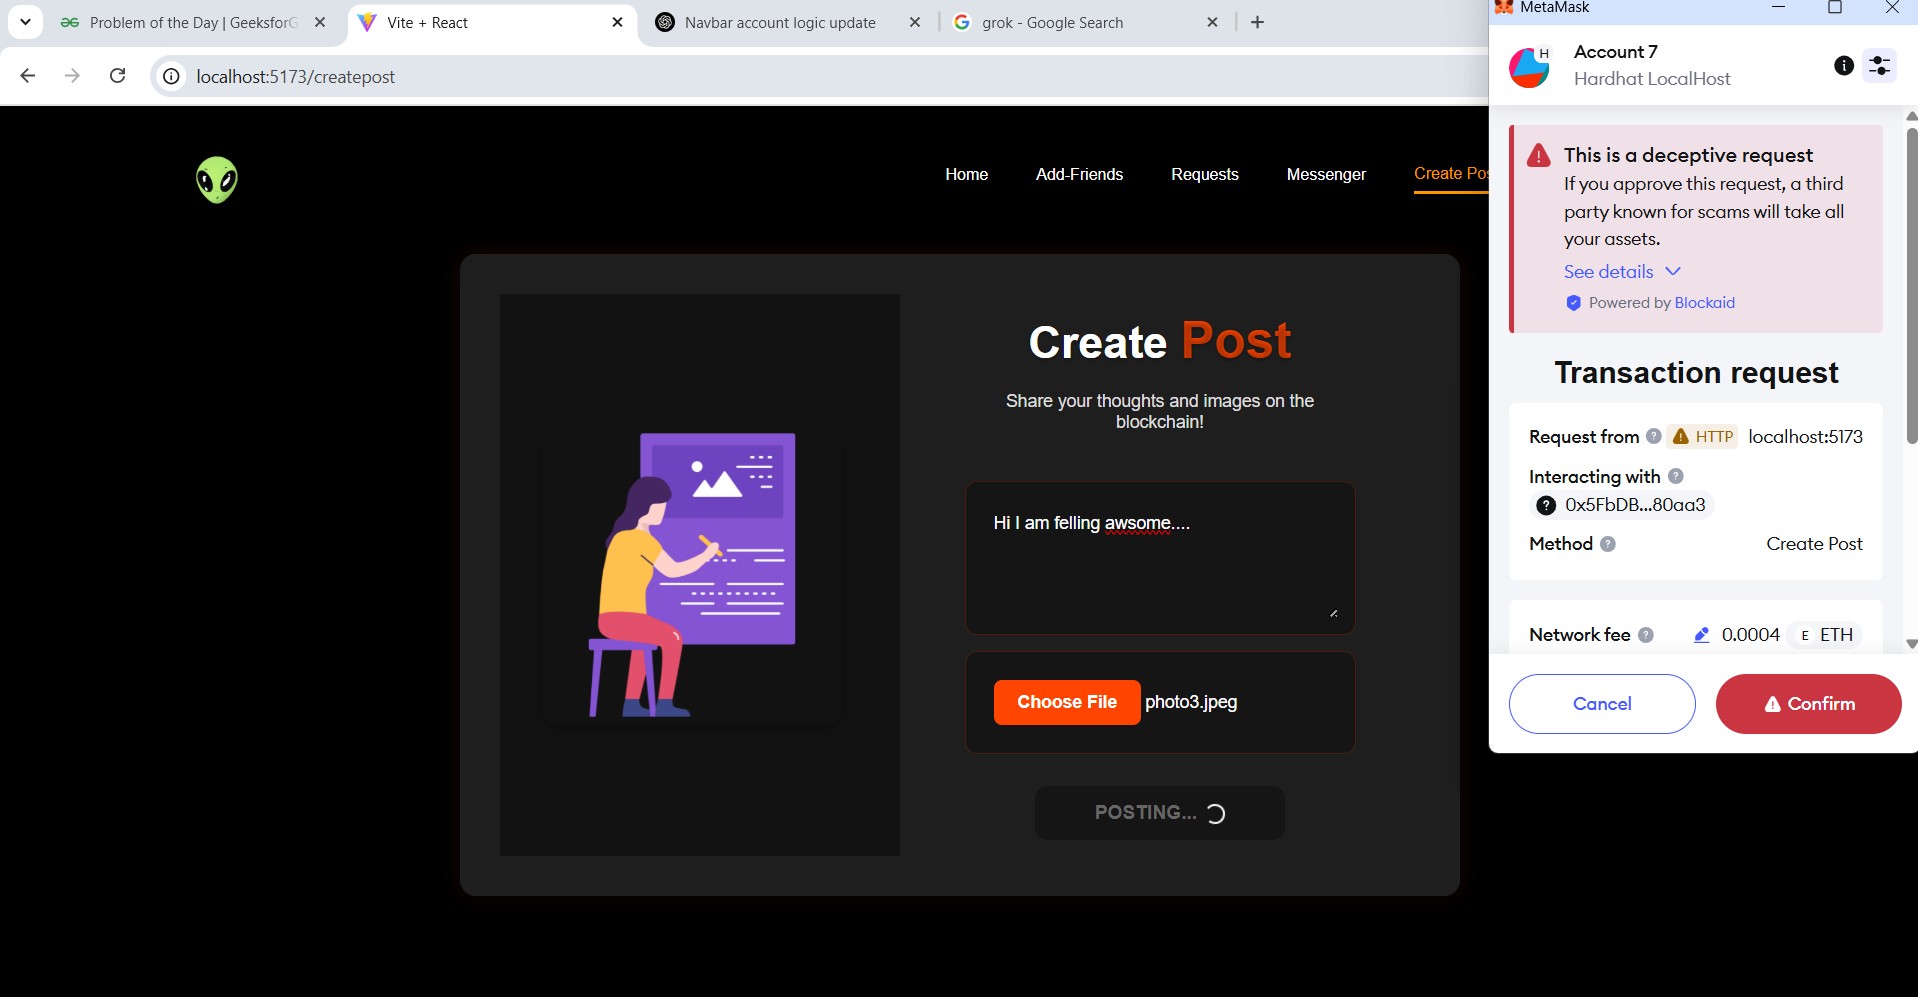 Problem of the Day | GeeksforG
Vite + React
Navbar account logic update
grok - Google Search
localhost:5173/createpost
Home
Add-Friends
Requests
Messenger
Create Pos
Create Post
Share your thoughts and images on the
blockchain!
Hi I am felling awsome....
Choose File photo3.jpeg
POSTING...
MetaMask
H
Account 7
Hardhat LocalHost
This is a deceptive request
If you approve this request, a third
party known for scams will take all
your assets.
See details
Powered by Blockaid
Transaction request
Request from ? HTTP localhost:5173
Interacting with ?
? 0x5FbDB...80aa3
Method ? Create Post
Network fee ? 0.0004 E ETH
Cancel
Confirm